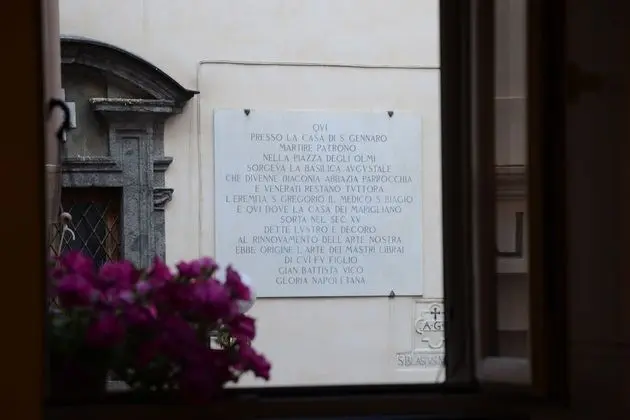 QVI
PRESSO LA CASA DI S. GENNARO
MARTIRE PATRONO
NELLA PIAZZA DEGLI OLMI
SORGEVA LA BASILICA AVGVSTALE
CHE DIVENNE DIACONIA ABBAZIA PARROCCHIA
E VENERATI RESTANO TVTTORA
L'EREMITA S. GREGORIO IL MEDICO S. BIAGIO
E QVI DOVE LA CASA DEI MARIGLIANO
SORTA NEL SEC. XV
DETTE LVSTRO E DECORO
AL RINNOVAMENTO DELL'ARTE NOSTRA
EBBE ORIGINE L'ARTE DEI MASTRI LIBRAI
DI CVI FV FIGLIO
GIAN BATTISTA VICO
GLORIA NAPOLETANA